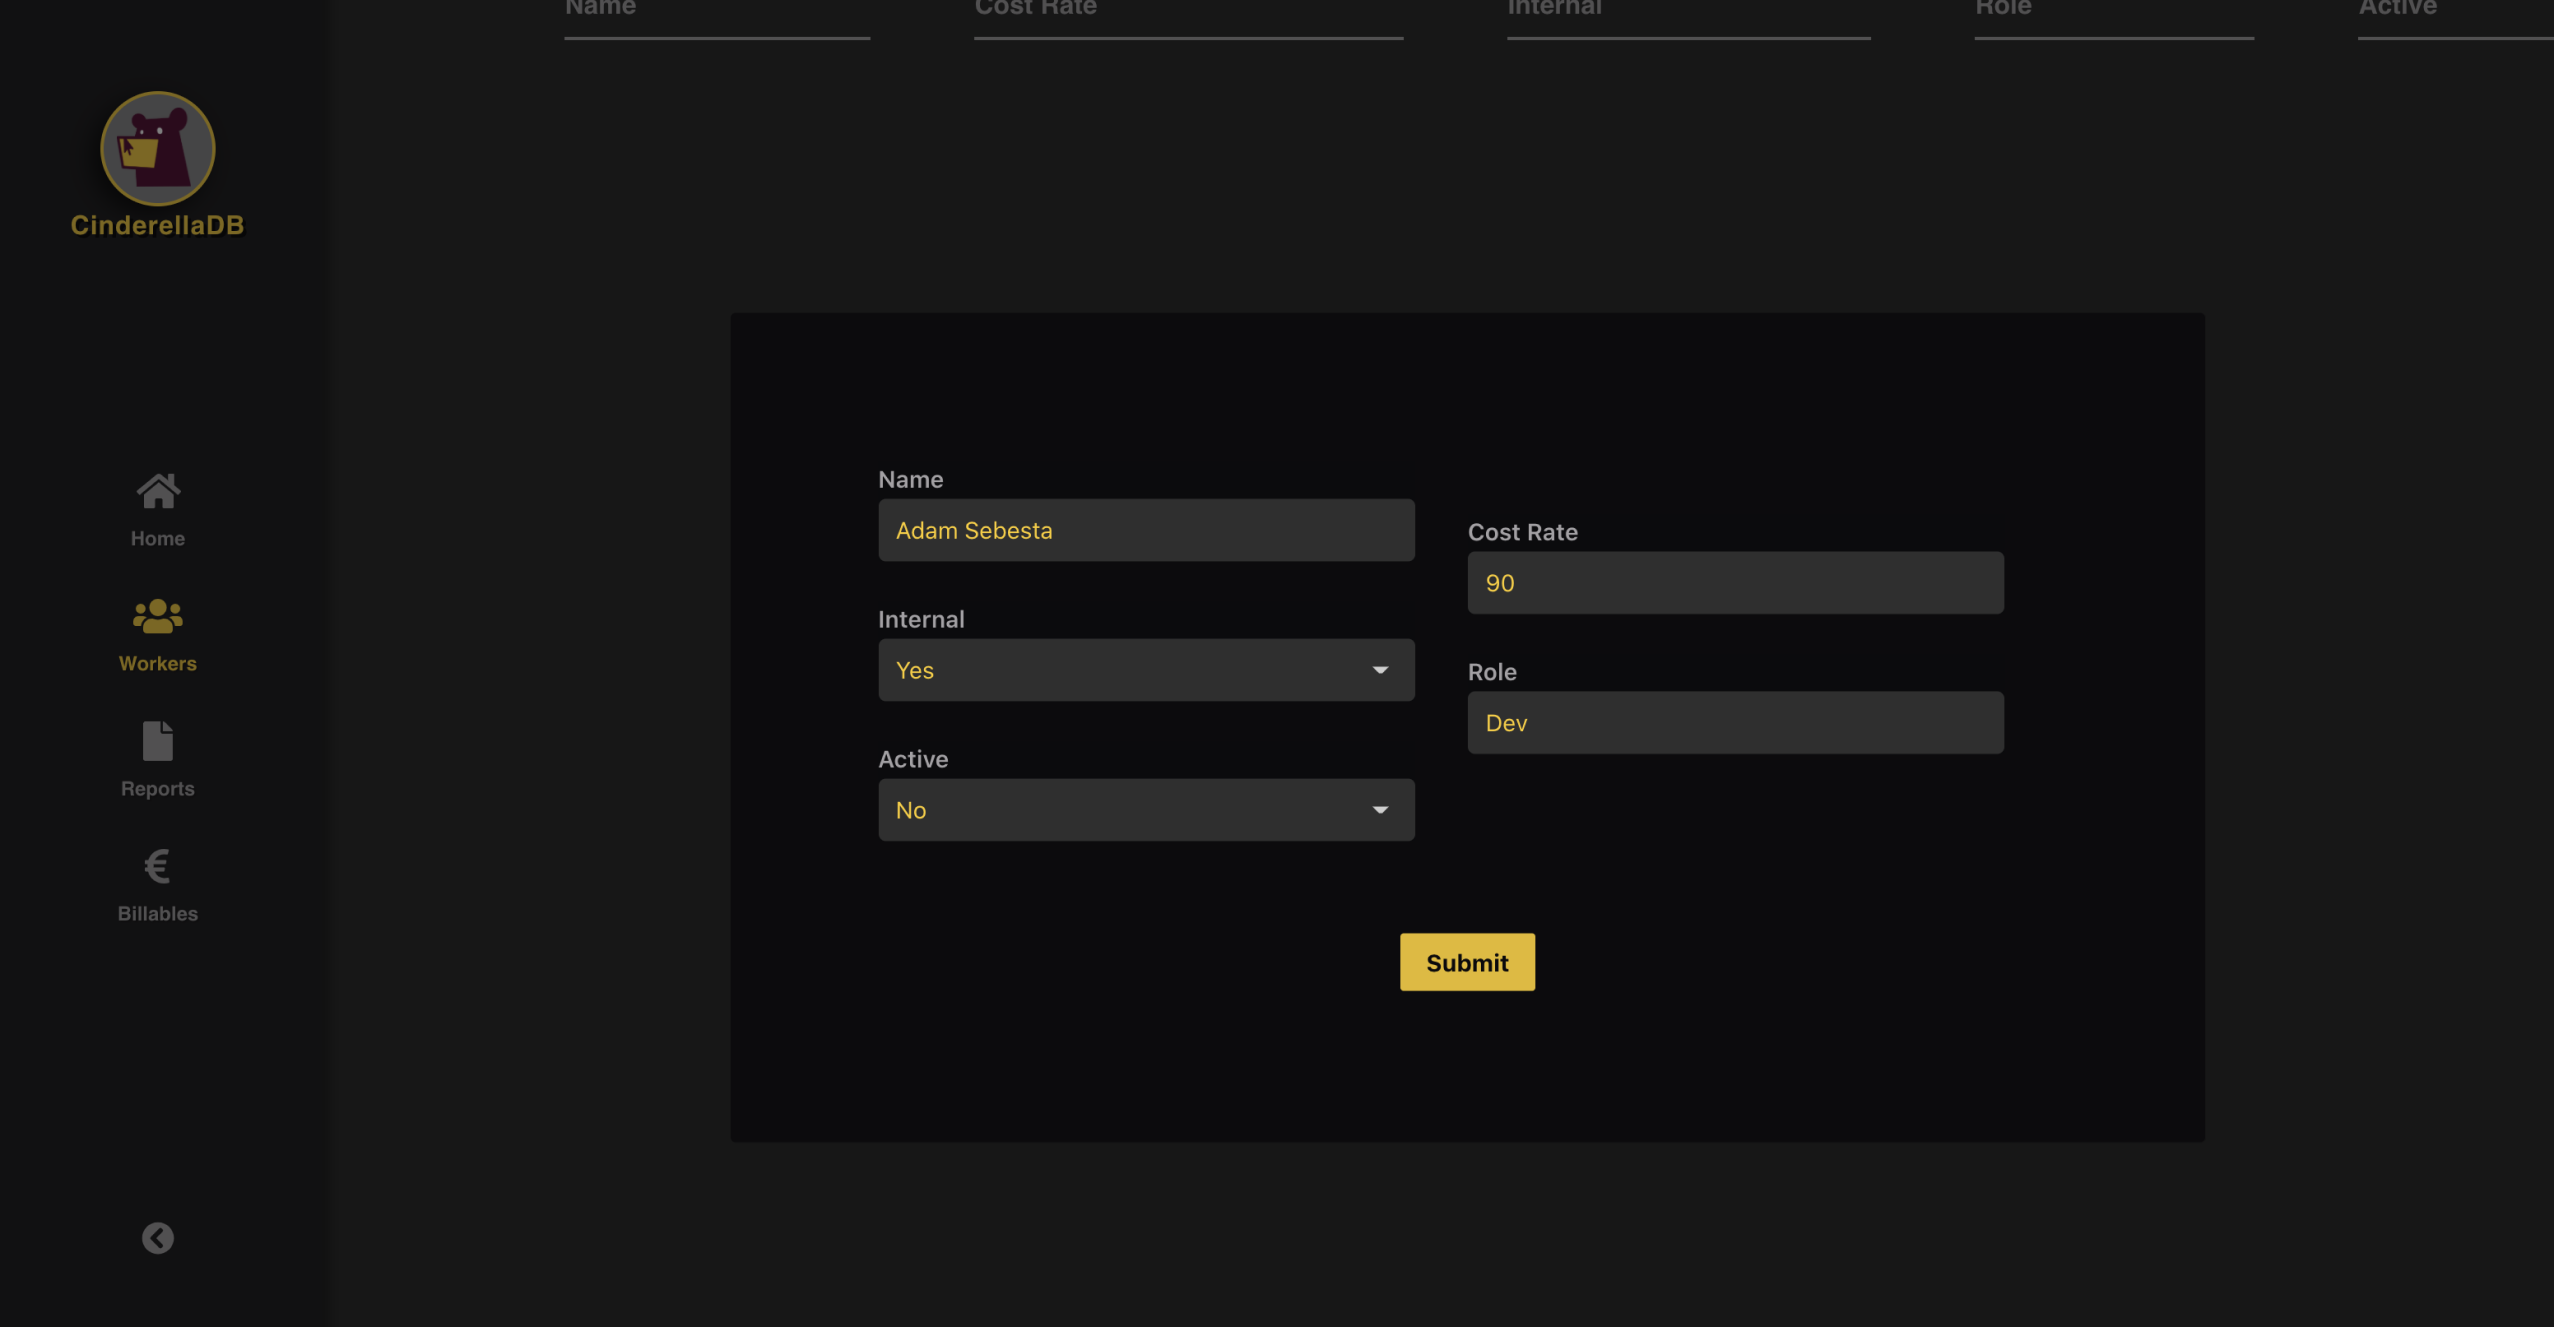 Name
Cost Rate
Internal
Role
Active
CinderellaDB
Home
Workers
Reports
€
Billables
Name
Adam Sebesta
Cost Rate
90
Internal
Yes
Role
Dev
Active
No
Submit